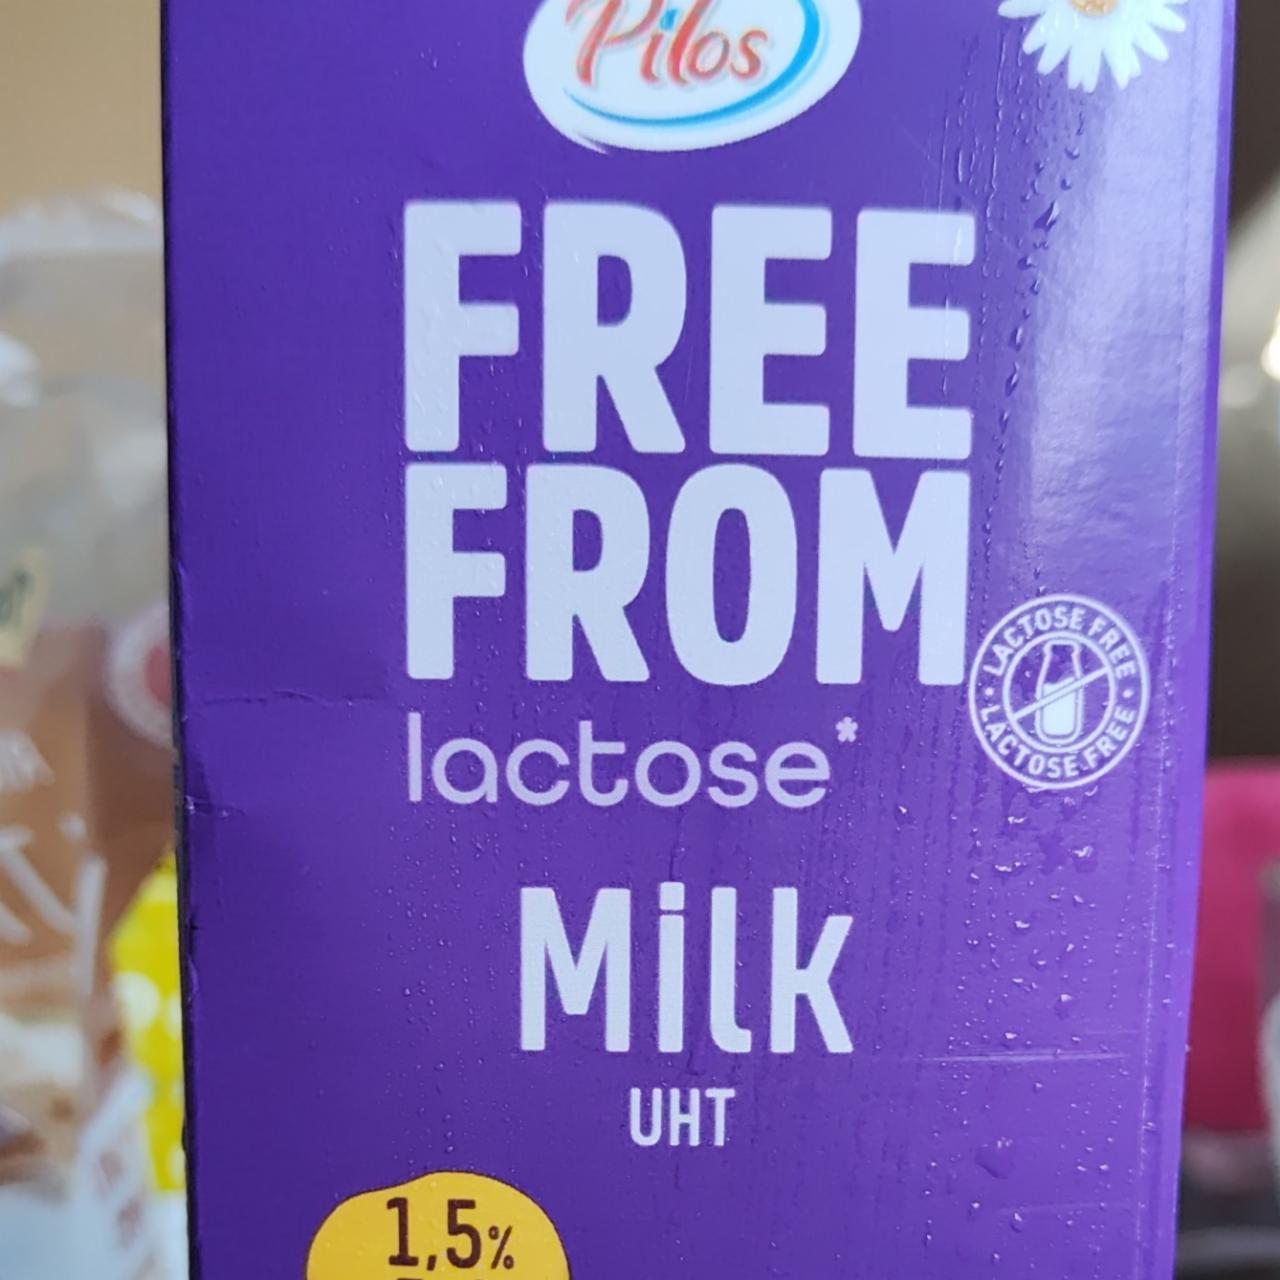 Pilos
FREE
FROM
lactose*
LACTOSE FREE
LACTOSE FREE
Milk
UHT
1,5%